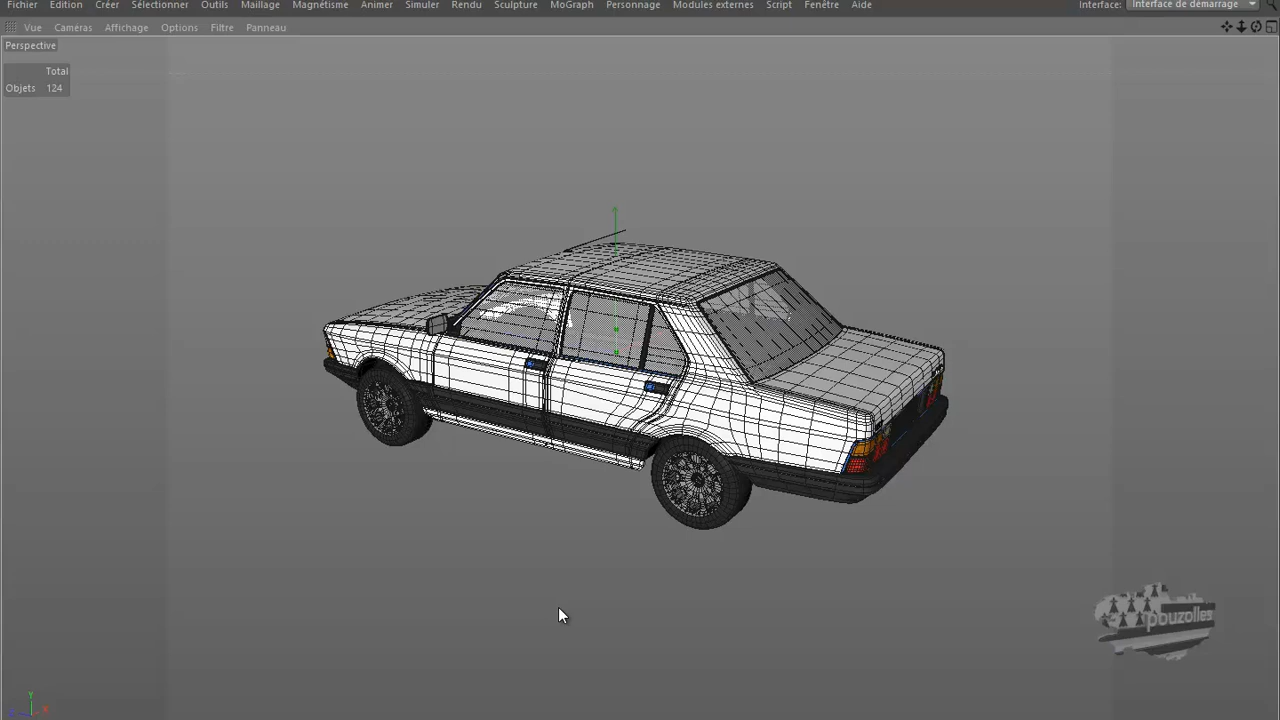 Fichier Edition Créer Sélectionner Outils Maillage Magnétisme Animer Simuler Rendu Sculpture MoGraph Personnage Modules externes Script Fenêtre Aide Interface: Interface de démarrage
Vue Caméras Affichage Options Filtre Panneau
Perspective
Total
Objets 124
pouzolles
Y
X
Z